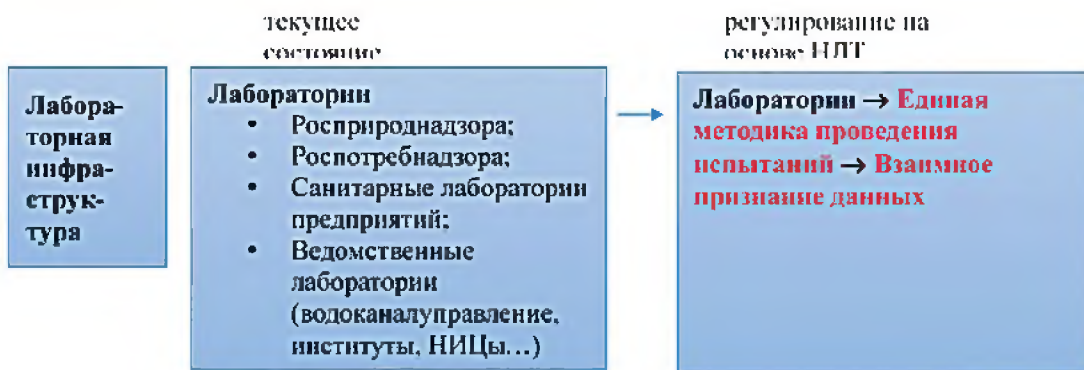 текущее
состояние
регулирование на
основе НДТ
Лабора-
торная
инфра-
струк-
тура
Лаборатории
• Росприроднадзора;
• Роспотребнадзора;
• Санитарные лаборатории
предприятий;
• Ведомственные
лаборатории
(водоканалуправление,
институты, НИЦы...)
Лаборатории → Единая
методика проведения
испытаний → Взаимное
признание данных